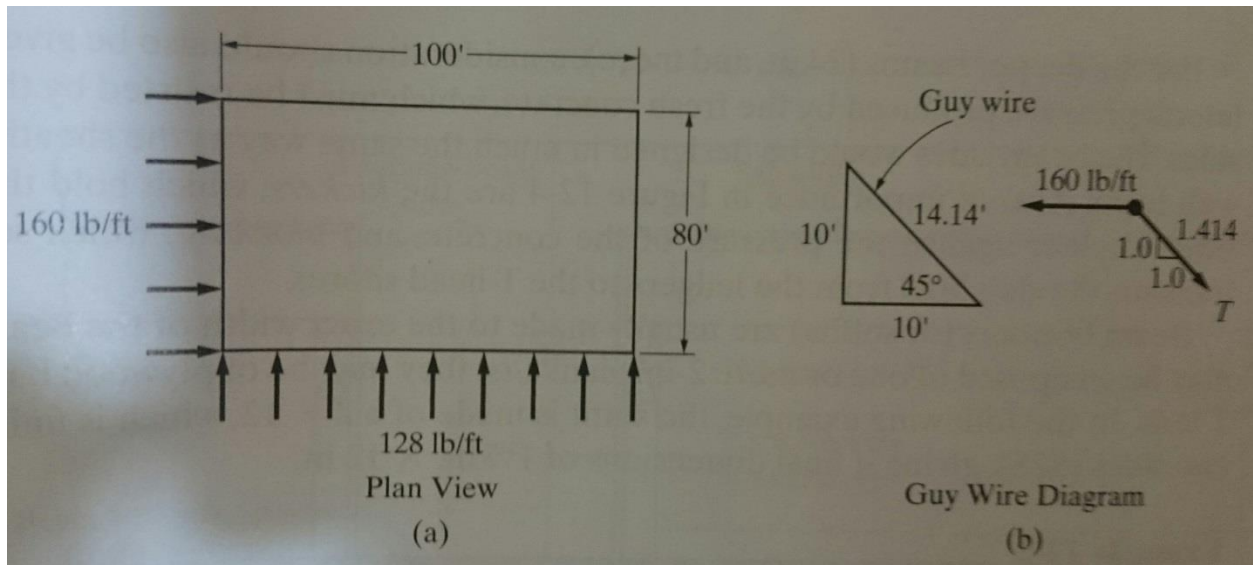 100'
160 lb/ft
80'
128 lb/ft
Plan View
(a)
Guy wire
10'
14.14'
45°
10'
160 lb/ft
1.0
1.414
1.0
T
Guy Wire Diagram
(b)